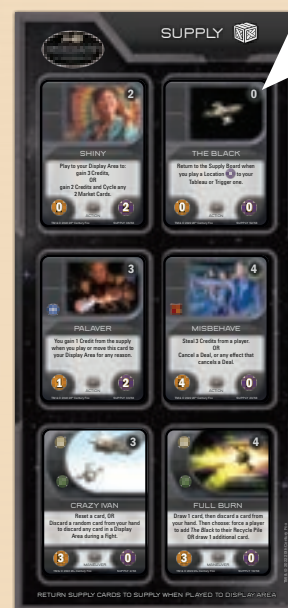 SUPPLY
2
SHINY
Play to your Display Area to:
gain 3 Credits,
OR
gain 2 Credits and Cycle any
2 Market Cards.
0
2
0
THE BLACK
Return to the Supply Board when
you play a Location to your
Tableau or Trigger one.
0
0
3
PALAVER
You gain 1 Credit from the supply
when you play or move this card to
your Display Area for any reason.
1
2
4
MISBEHAVE
Steal 3 Credits from a player.
OR
Cancel a Deal, or any effect that
cancels a Deal.
4
0
3
CRAZY IVAN
Reset a card, OR
Discard a random card from your hand
to discard any card in a Display
Area during a Fight.
3
0
4
FULL BURN
Draw 1 card, then discard a card from
your hand. Then choose: force a player
to add The Black to their Recycle Pile
OR draw 1 additional card.
3
0
RETURN SUPPLY CARDS TO SUPPLY WHEN PLAYED TO DISPLAY AREA